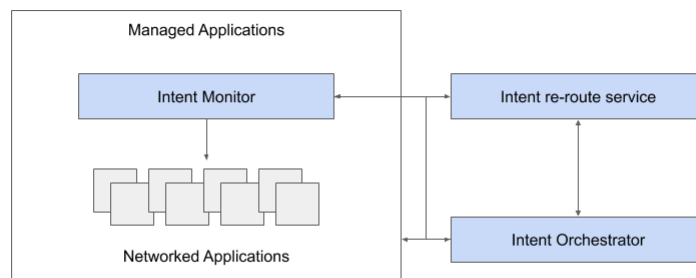 Managed Applications
Intent Monitor
Intent re-route service
Intent Orchestrator
Networked Applications